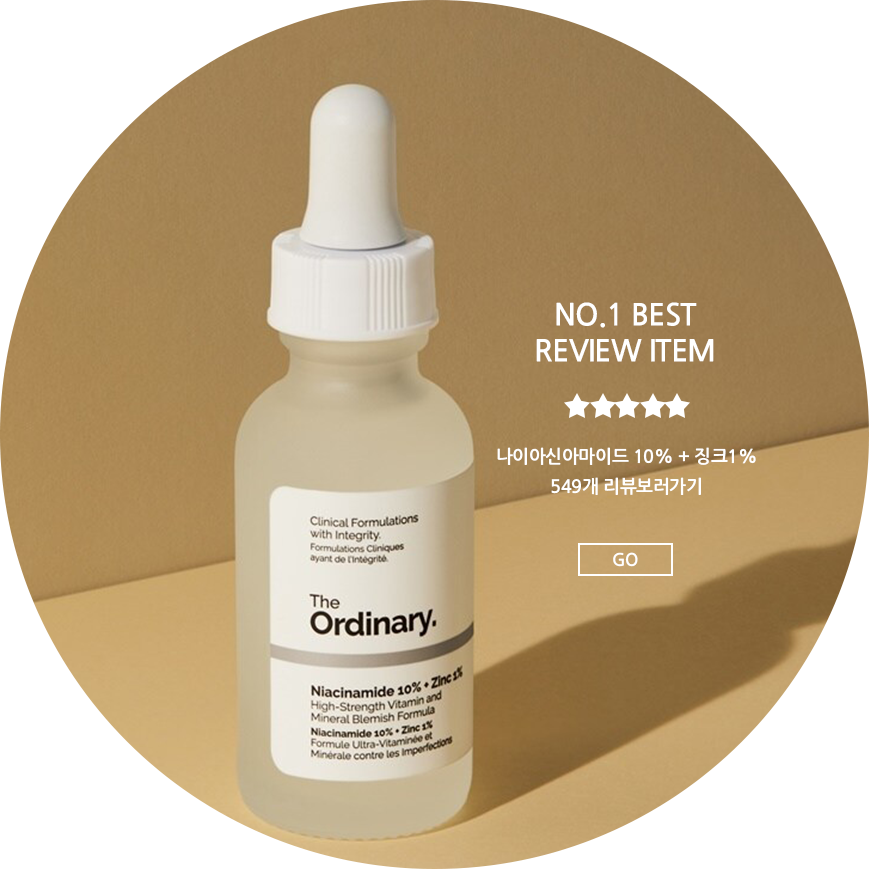 NO.1 BEST
REVIEW ITEM
나이아신아마이드 10% + 징크1%
549개 리뷰보러가기
GO
Clinical Formulations
with Integrity.
Formulations Cliniques
ayant de l'Intégrité.
The
Ordinary.
Niacinamide 10% + Zinc 1%
High-Strength Vitamin and
Mineral Blemish Formula
Niacinamide 10% + Zinc 1%
Formule Ultra-Vitaminée et
Minérale contre les Imperfections